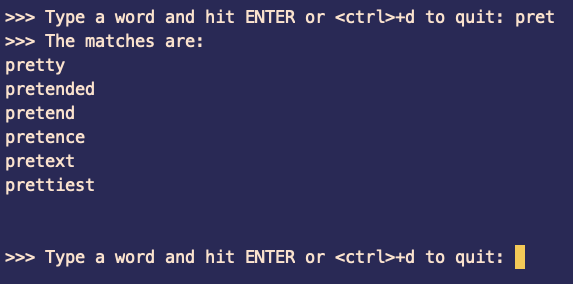 >>> Type a word and hit ENTER or <ctrl>+d to quit: pret
>>> The matches are:
pretty
pretended
pretend
pretence
pretext
prettiest
>>> Type a word and hit ENTER or <ctrl>+d to quit: